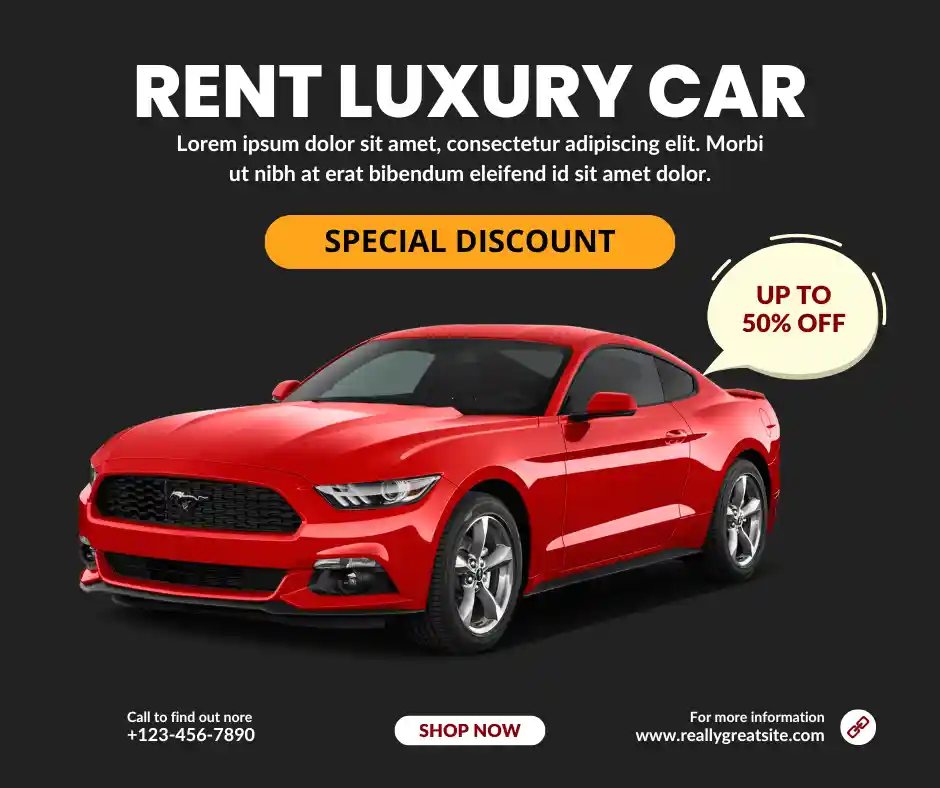 RENT LUXURY CAR
Lorem ipsum dolor sit amet, consectetur adipiscing elit. Morbi
ut nibh at erat bibendum eleifend id sit amet dolor.
SPECIAL DISCOUNT
UP TO
50% OFF
Call to find out nore
+123-456-7890
SHOP NOW
For more information
www.reallygreatsite.com